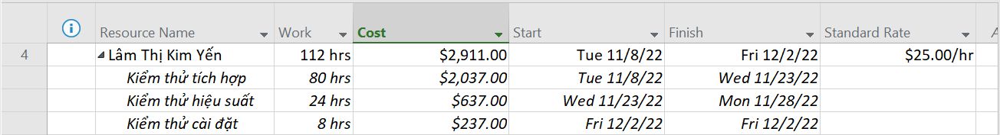 Resource Name Work Cost Start Finish Standard Rate
4 Lâm Thị Kim Yến 112 hrs $2,911.00 Tue 11/8/22 Fri 12/2/22 $25.00/hr
Kiểm thử tích hợp 80 hrs $2,037.00 Tue 11/8/22 Wed 11/23/22
Kiểm thử hiệu suất 24 hrs $637.00 Wed 11/23/22 Mon 11/28/22
Kiểm thử cài đặt 8 hrs $237.00 Fri 12/2/22 Fri 12/2/22